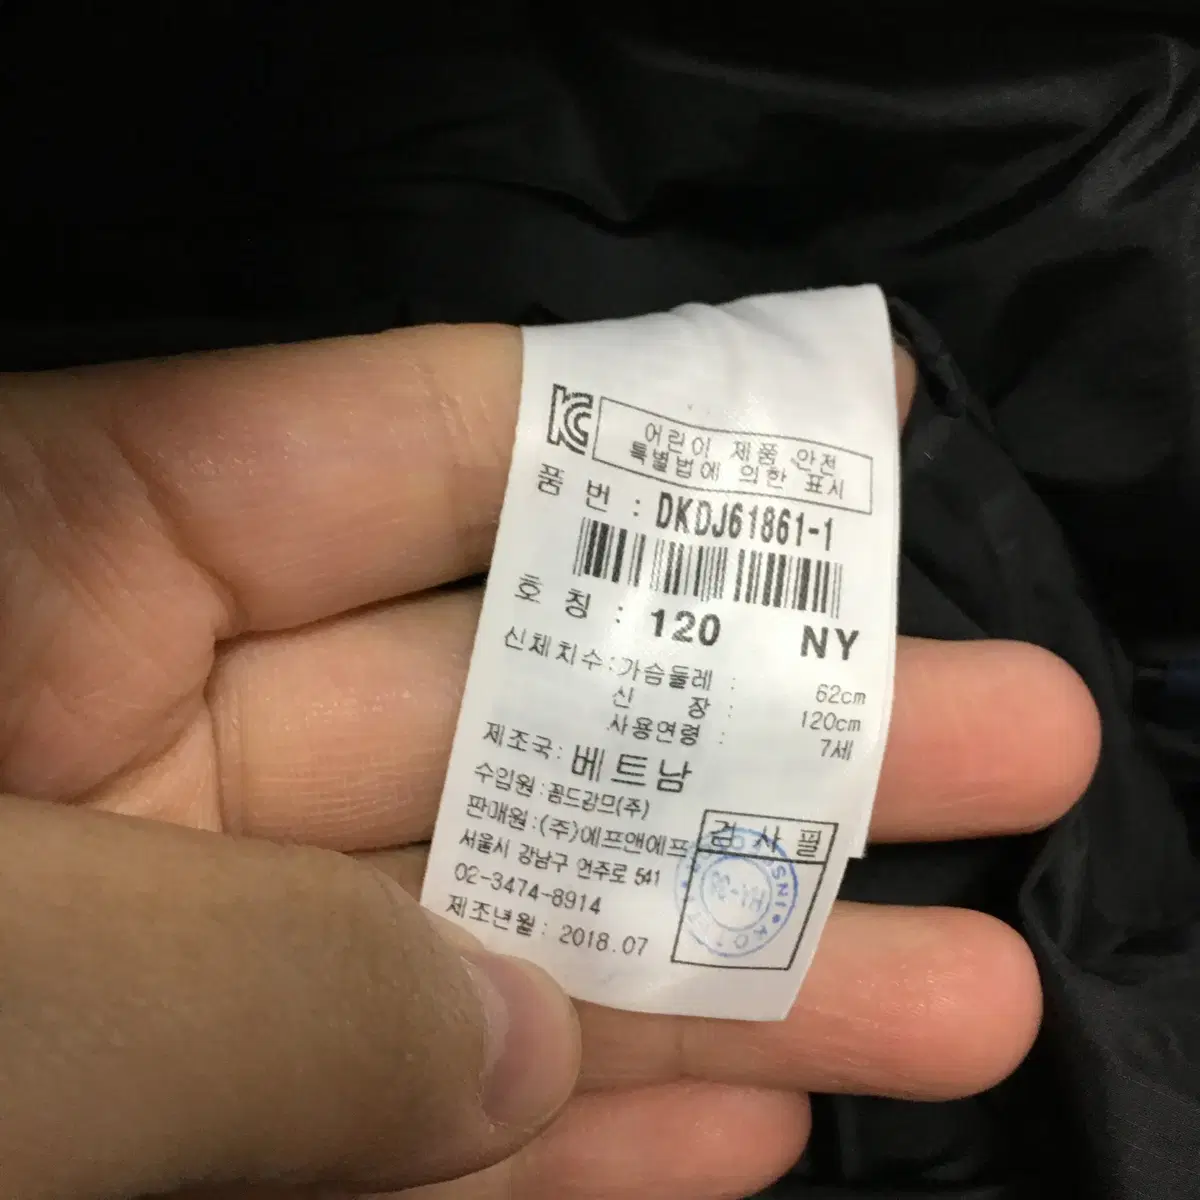 KC
어린이 제품 안전
특별법에 의한 표시
품 번 : DKDJ61861-1
호 칭 : 120 NY
신체치수:가슴둘레 : 62cm
신 장 : 120cm
사용연령 : 7세
제조국: 베트남
수입원:꼼드걈므(주)
판매원:(주)에프앤에프
서울시 강남구 언주로 541
02-3474-8914
제조년월: 2018.07
검사필